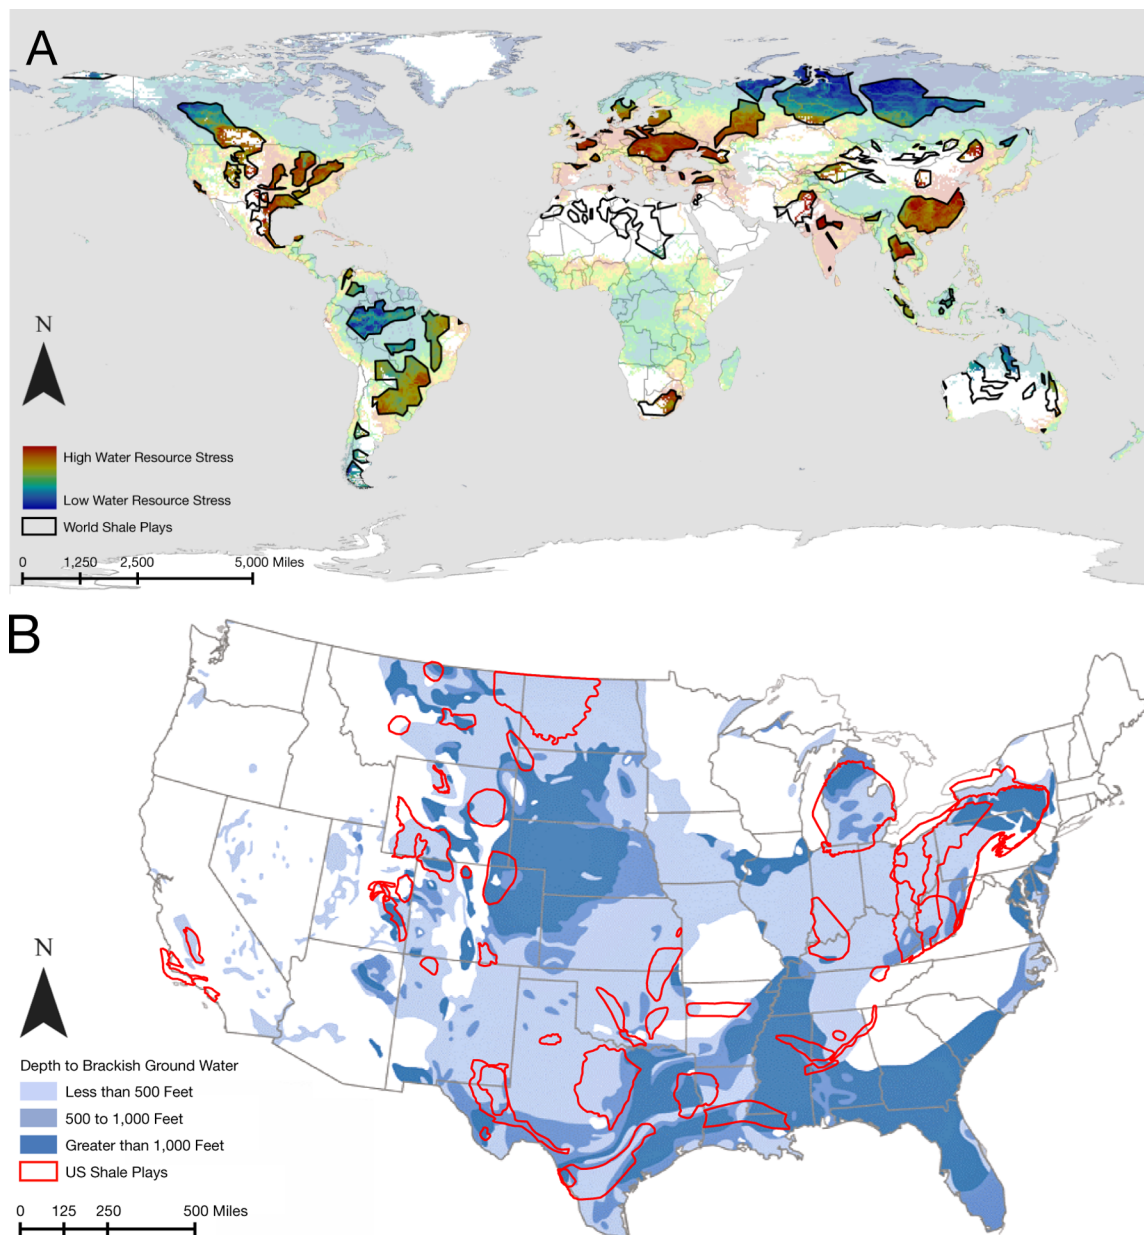 A
N
High Water Resource Stress
Low Water Resource Stress
World Shale Plays
0 1,250 2,500 5,000 Miles
B
N
Depth to Brackish Ground Water
Less than 500 Feet
500 to 1,000 Feet
Greater than 1,000 Feet
US Shale Plays
0 125 250 500 Miles